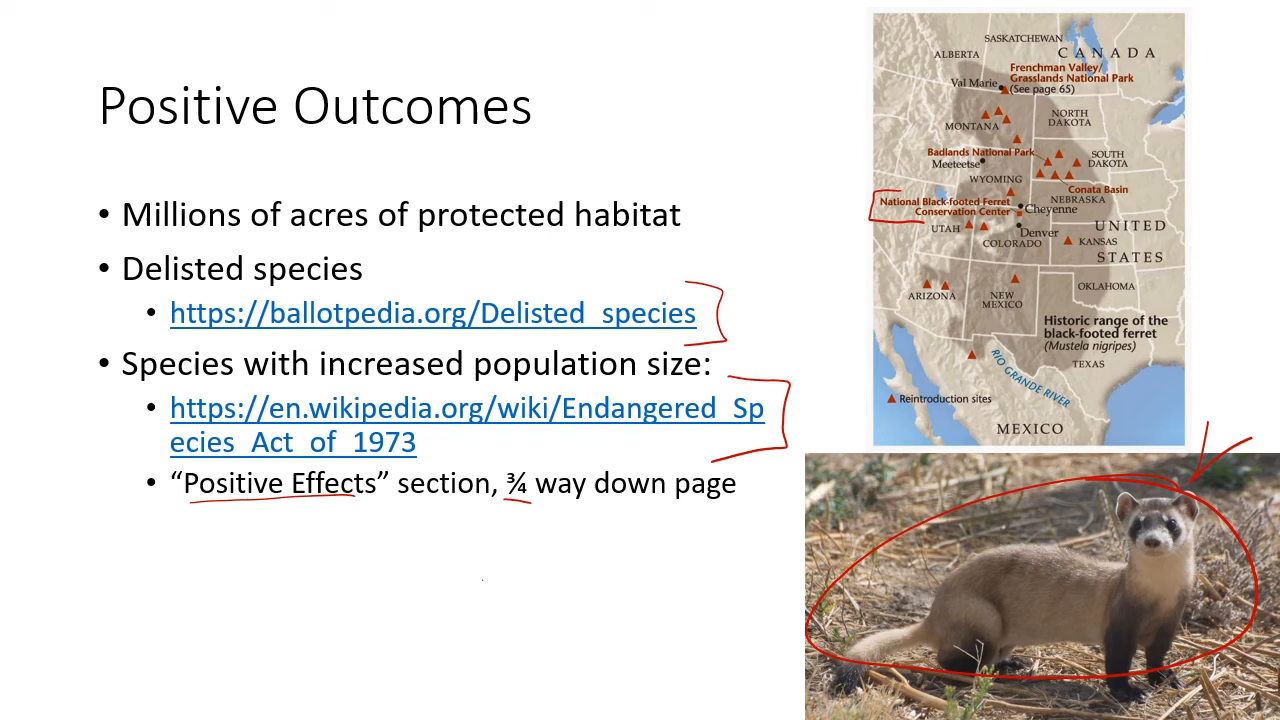 Positive Outcomes
• Millions of acres of protected habitat
• Delisted species
• https://ballotpedia.org/Delisted_species
• Species with increased population size:
• https://en.wikipedia.org/wiki/Endangered_Sp
ecies_Act_of_1973
• “Positive Effects” section, ¾ way down page
SASKATCHEWAN
ALBERTA
CANADA
Frenchman Valley/
Grasslands National Park
(See page 65)
Val Marie
MONTANA
NORTH
DAKOTA
Badlands National Park
Meeteetse
SOUTH
DAKOTA
WYOMING
Conata Basin
NEBRASKA
National Black-footed Ferret
Conservation Center
Cheyenne
UTAH
Denver
COLORADO
UNITED
STATES
KANSAS
ARIZONA
NEW
MEXICO
OKLAHOMA
Historic range of the
black-footed ferret
(Mustela nigripes)
TEXAS
RIO GRANDE RIVER
Reintroduction sites
MEXICO